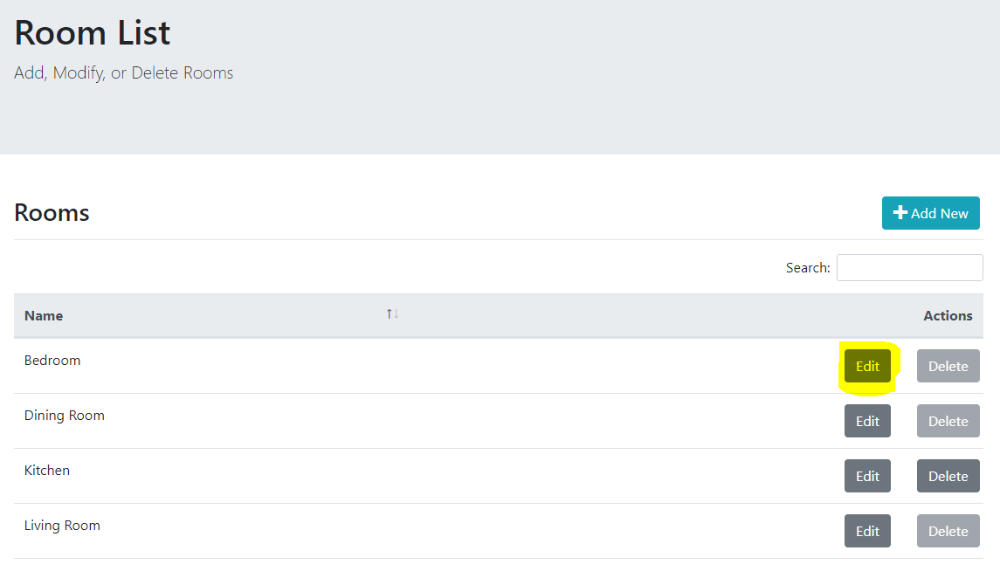 Room List
Add, Modify, or Delete Rooms
Rooms
Add New
Search:
Name Actions
Bedroom Edit Delete
Dining Room Edit Delete
Kitchen Edit Delete
Living Room Edit Delete